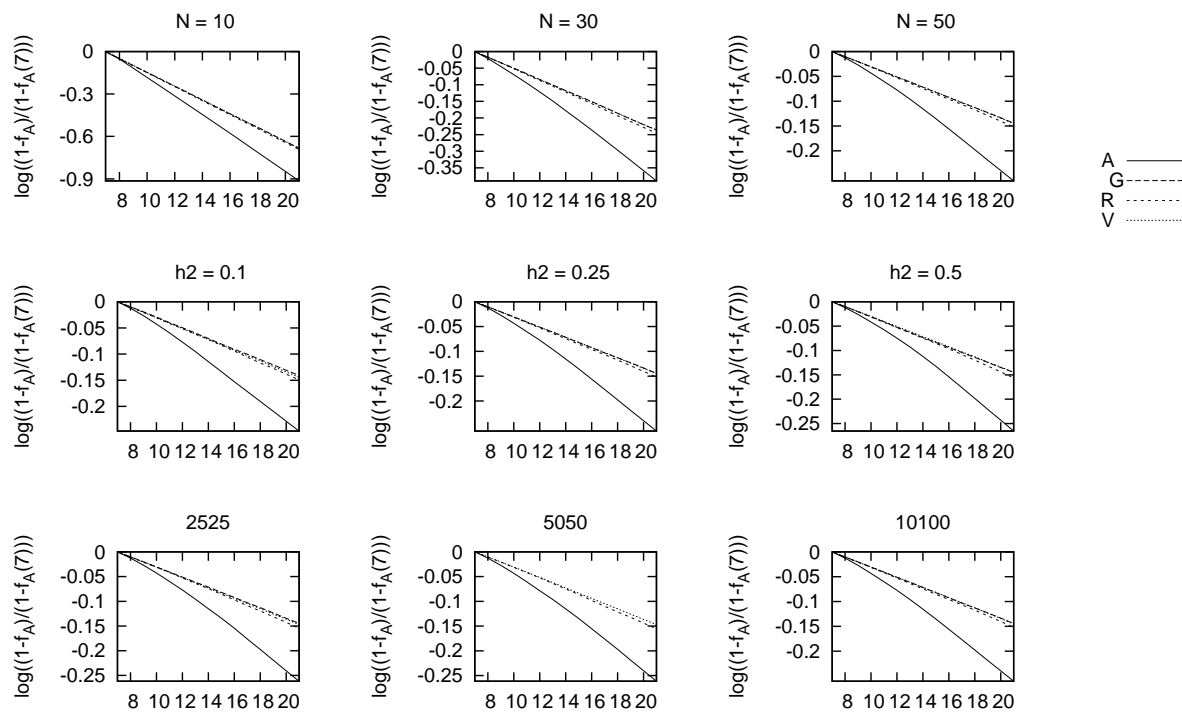 N = 10
N = 30
N = 50
log((1-f_A)/(1-f_A(7)))
0
-0.3
-0.6
-0.9
8 10 12 14 16 18 20
log((1-f_A)/(1-f_A(7)))
0
-0.05
-0.1
-0.15
-0.2
-0.25
-0.3
-0.35
8 10 12 14 16 18 20
log((1-f_A)/(1-f_A(7)))
0
-0.05
-0.1
-0.15
-0.2
8 10 12 14 16 18 20
A
G
R
V
h2 = 0.1
h2 = 0.25
h2 = 0.5
log((1-f_A)/(1-f_A(7)))
0
-0.05
-0.1
-0.15
-0.2
8 10 12 14 16 18 20
log((1-f_A)/(1-f_A(7)))
0
-0.05
-0.1
-0.15
-0.2
8 10 12 14 16 18 20
log((1-f_A)/(1-f_A(7)))
0
-0.05
-0.1
-0.15
-0.2
-0.25
8 10 12 14 16 18 20
2525
5050
10100
log((1-f_A)/(1-f_A(7)))
0
-0.05
-0.1
-0.15
-0.2
-0.25
8 10 12 14 16 18 20
log((1-f_A)/(1-f_A(7)))
0
-0.05
-0.1
-0.15
-0.2
-0.25
8 10 12 14 16 18 20
log((1-f_A)/(1-f_A(7)))
0
-0.05
-0.1
-0.15
-0.2
8 10 12 14 16 18 20